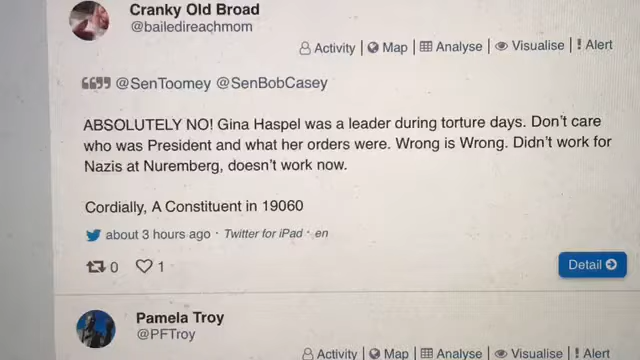 Cranky Old Broad
@bailedireachmom
Activity | Map | Analyse | Visualise | ! Alert
@SenToomey @SenBobCasey
ABSOLUTELY NO! Gina Haspel was a leader during torture days. Don't care
who was President and what her orders were. Wrong is Wrong. Didn't work for
Nazis at Nuremberg, doesn't work now.
Cordially, A Constituent in 19060
about 3 hours ago · Twitter for iPad · en
0 1
Detail
Pamela Troy
@PFTroy
Activity | Map | Analyse | Visualise | ! Alert